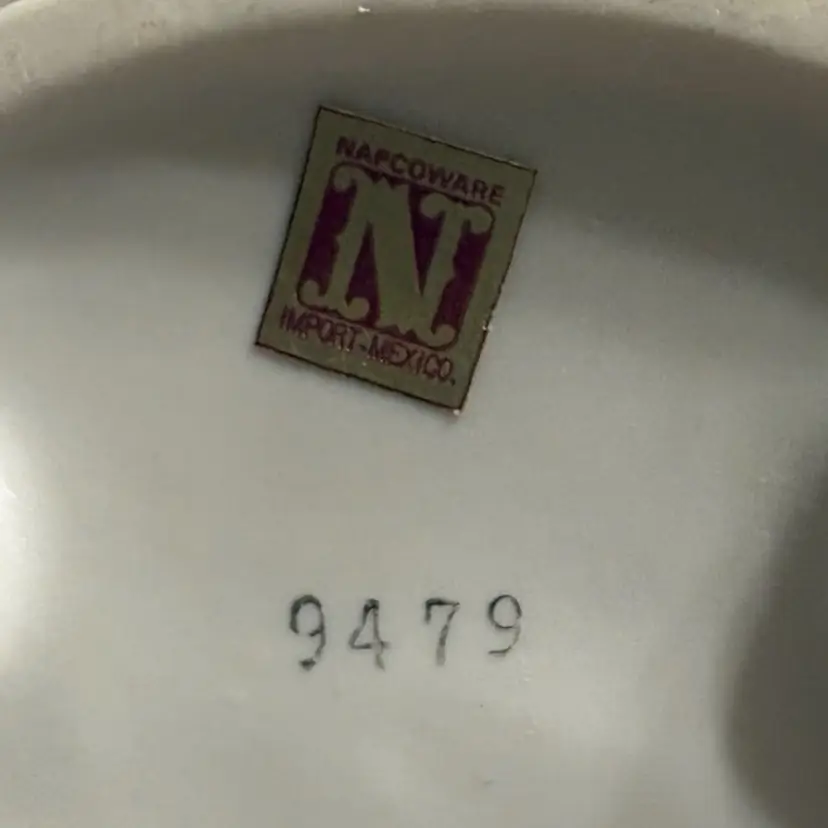 NAPCOWARE
N
IMPORT-MEXICO.
9479